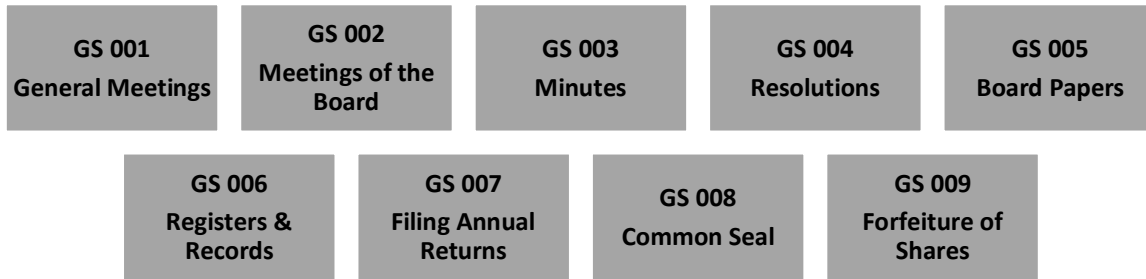 GS 001
General Meetings
GS 002
Meetings of the
Board
GS 003
Minutes
GS 004
Resolutions
GS 005
Board Papers
GS 006
Registers &
Records
GS 007
Filing Annual
Returns
GS 008
Common Seal
GS 009
Forfeiture of
Shares